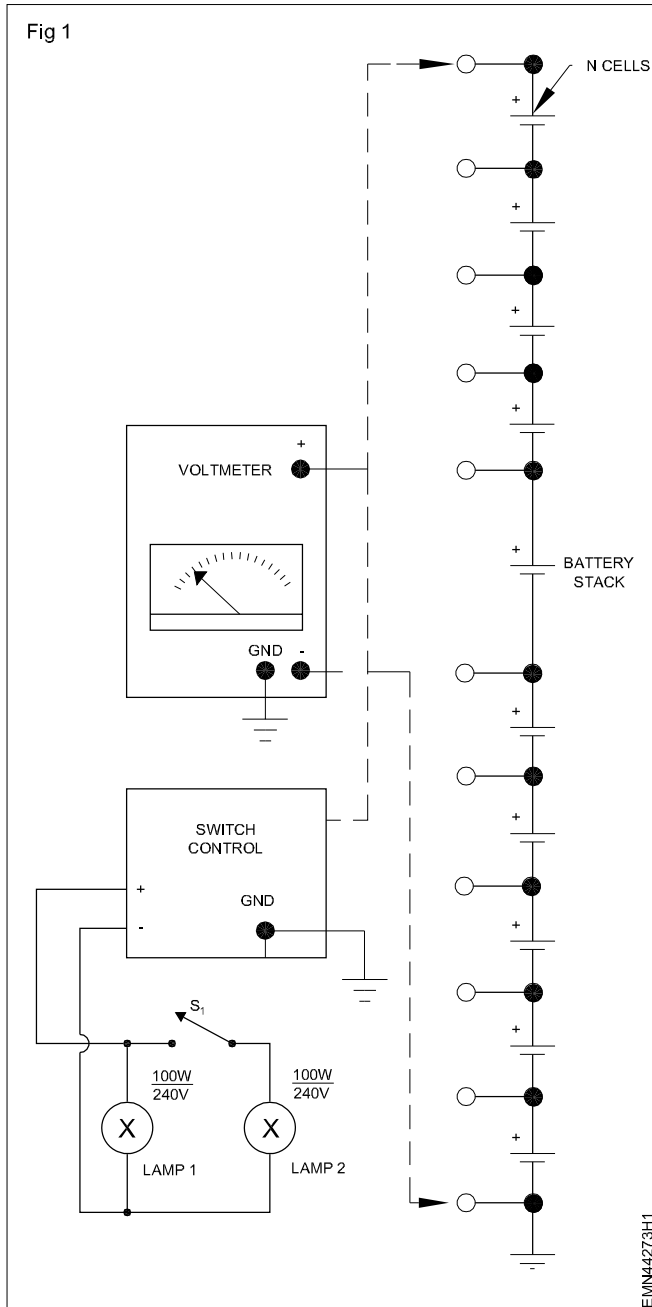 Fig 1
N CELLS
+
+
+
+
+
VOLTMETER
+
GND -
BATTERY
STACK
+
+
+
+
+
+
SWITCH
CONTROL
+
-
GND
S1
100W
240V
100W
240V
X
X
LAMP 1
LAMP 2
EMN44273H1